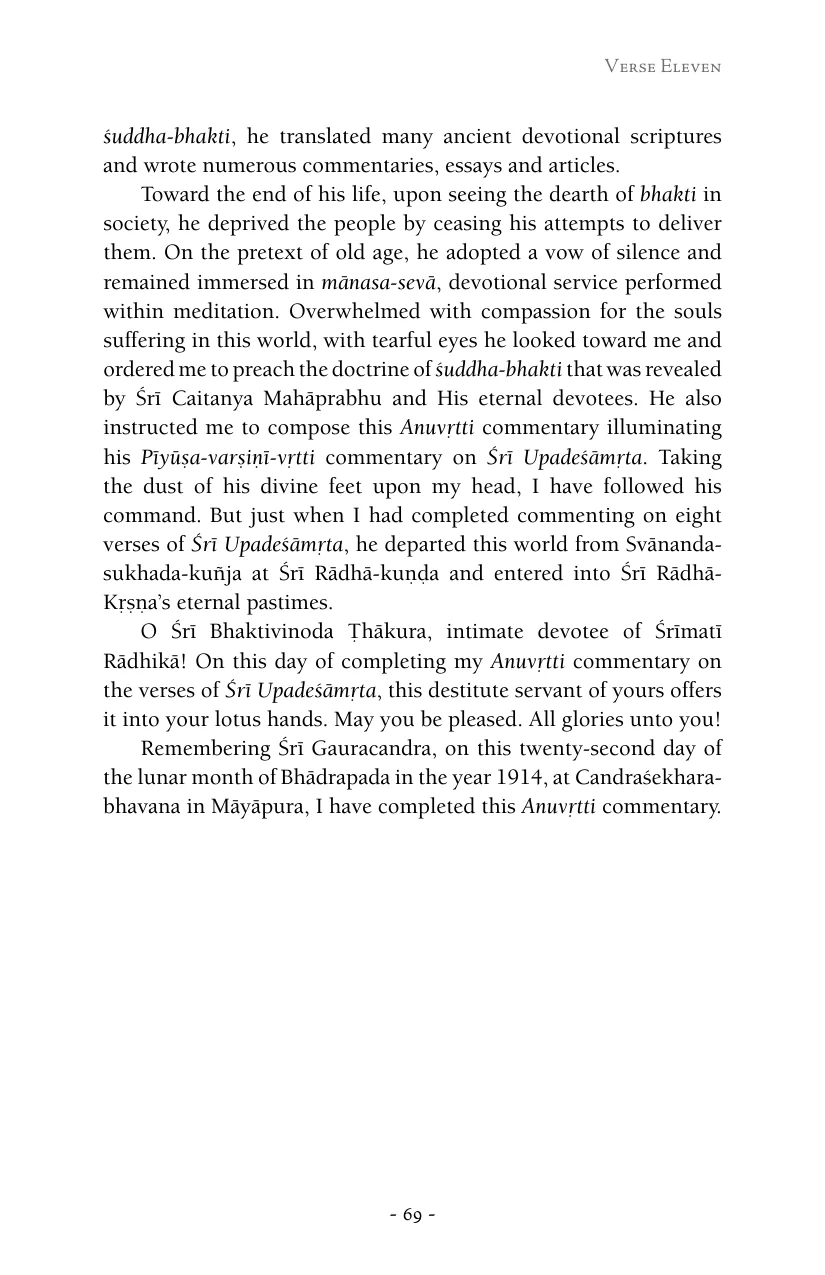 Verse Eleven
śuddha-bhakti, he translated many ancient devotional scriptures
and wrote numerous commentaries, essays and articles.
Toward the end of his life, upon seeing the dearth of bhakti in
society, he deprived the people by ceasing his attempts to deliver
them. On the pretext of old age, he adopted a vow of silence and
remained immersed in mānasa-sevā, devotional service performed
within meditation. Overwhelmed with compassion for the souls
suffering in this world, with tearful eyes he looked toward me and
ordered me to preach the doctrine of śuddha-bhakti that was revealed
by Śrī Caitanya Mahāprabhu and His eternal devotees. He also
instructed me to compose this Anuvṛtti commentary illuminating
his Pīyūṣa-varṣiṇī-vṛtti commentary on Śrī Upadeśāmṛta. Taking
the dust of his divine feet upon my head, I have followed his
command. But just when I had completed commenting on eight
verses of Śrī Upadeśāmṛta, he departed this world from Svānanda-
sukhada-kuñja at Śrī Rādhā-kuṇḍa and entered into Śrī Rādhā-
Kṛṣṇa’s eternal pastimes.
O Śrī Bhaktivinoda Ṭhākura, intimate devotee of Śrīmatī
Rādhikā! On this day of completing my Anuvṛtti commentary on
the verses of Śrī Upadeśāmṛta, this destitute servant of yours offers
it into your lotus hands. May you be pleased. All glories unto you!
Remembering Śrī Gauracandra, on this twenty-second day of
the lunar month of Bhādrapada in the year 1914, at Candraśekhara-
bhavana in Māyāpura, I have completed this Anuvṛtti commentary.
- 69 -